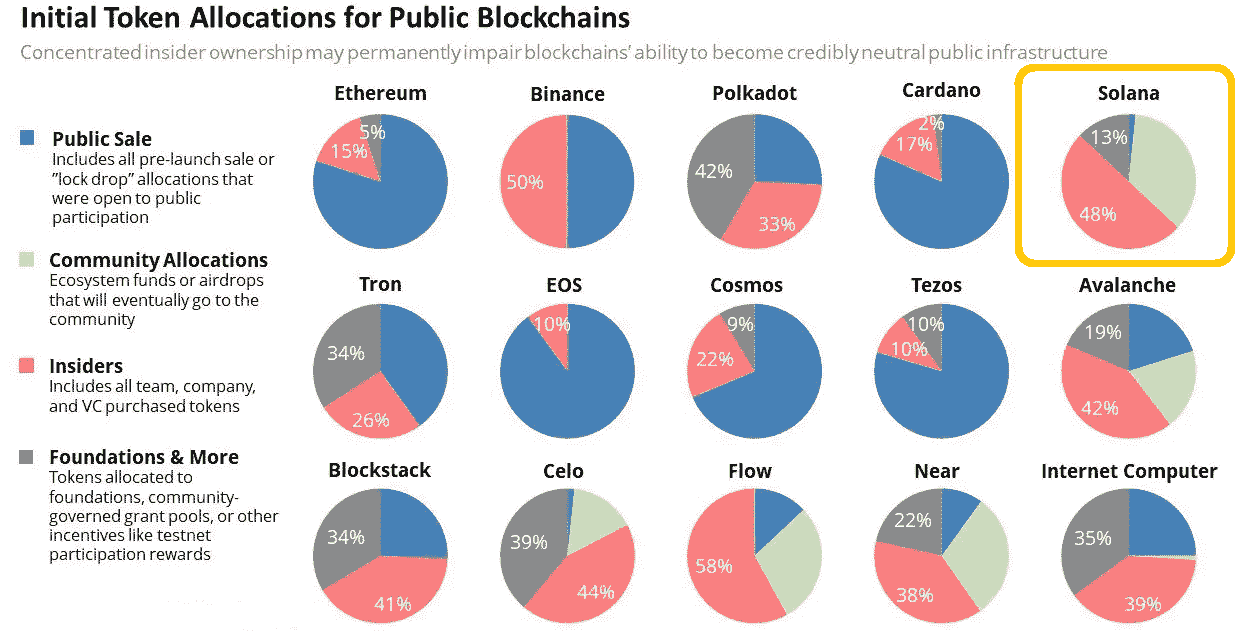 Initial Token Allocations for Public Blockchains
Concentrated insider ownership may permanently impair blockchains' ability to become credibly neutral public infrastructure
Public Sale
Includes all pre-launch sale or
"lock drop" allocations that
were open to public
participation
Community Allocations
Ecosystem funds or airdrops
that will eventually go to the
community
Insiders
Includes all team, company,
and VC purchased tokens
Foundations & More
Tokens allocated to
foundations, community-
governed grant pools, or other
incentives like testnet
participation rewards
Ethereum
5%
15%
Binance
50%
Polkadot
42%
33%
Cardano
2%
17%
Solana
13%
48%
Tron
34%
26%
EOS
10%
Cosmos
9%
22%
Tezos
10%
10%
Avalanche
19%
42%
Blockstack
34%
41%
Celo
39%
44%
Flow
58%
Near
22%
38%
Internet Computer
35%
39%